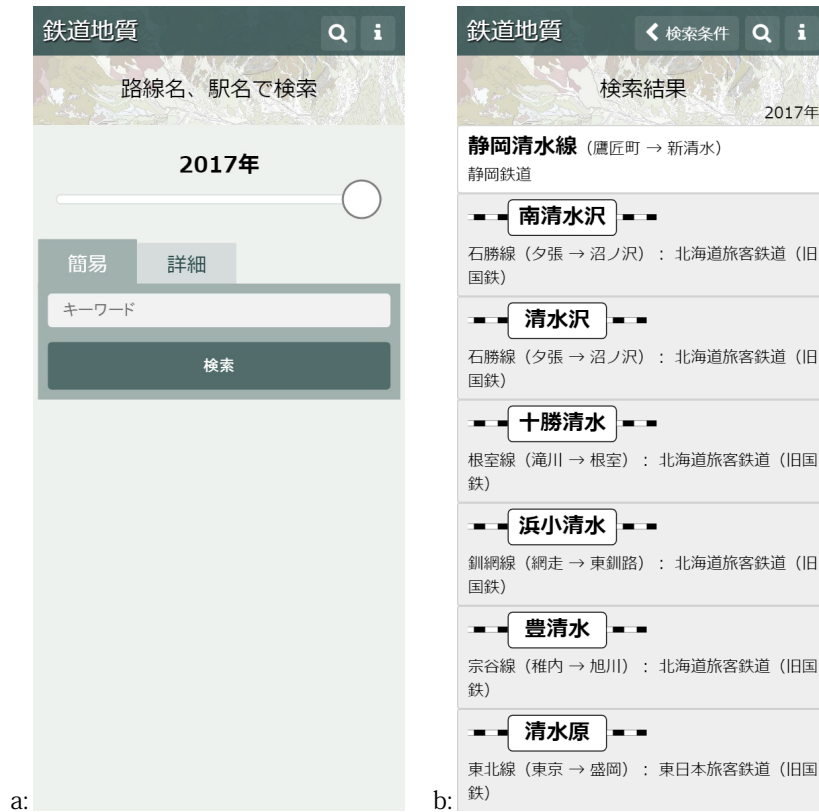 鉄道地質
路線名、駅名で検索
2017年
簡易 詳細
キーワード
検索
a:
鉄道地質 検索条件
検索結果
2017年
静岡清水線（鷹匠町 → 新清水）
静岡鉄道
南清水沢
石勝線（夕張 → 沼ノ沢）：北海道旅客鉄道（旧
国鉄）
清水沢
石勝線（夕張 → 沼ノ沢）：北海道旅客鉄道（旧
国鉄）
十勝清水
根室線（滝川 → 根室）：北海道旅客鉄道（旧国
鉄）
浜小清水
釧網線（網走 → 東釧路）：北海道旅客鉄道（旧
国鉄）
豊清水
宗谷線（稚内 → 旭川）：北海道旅客鉄道（旧国
鉄）
清水原
東北線（東京 → 盛岡）：東日本旅客鉄道（旧国
鉄）
b: